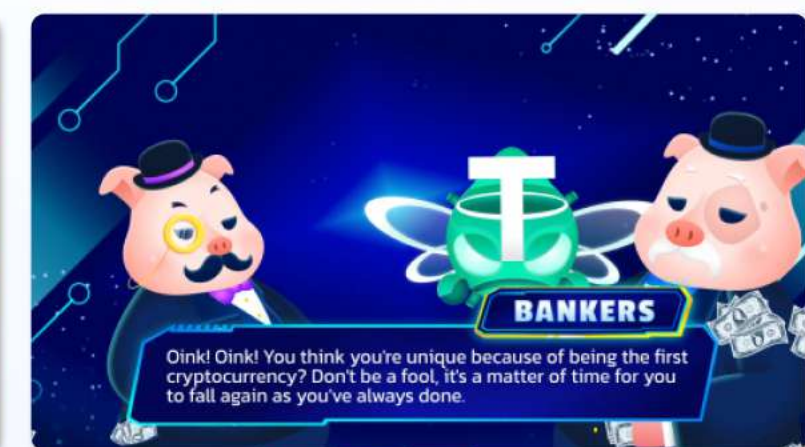 T
BANKERS
Oink! Oink! You think you're unique because of being the first
cryptocurrency? Don't be a fool, it's a matter of time for you
to fall again as you've always done.